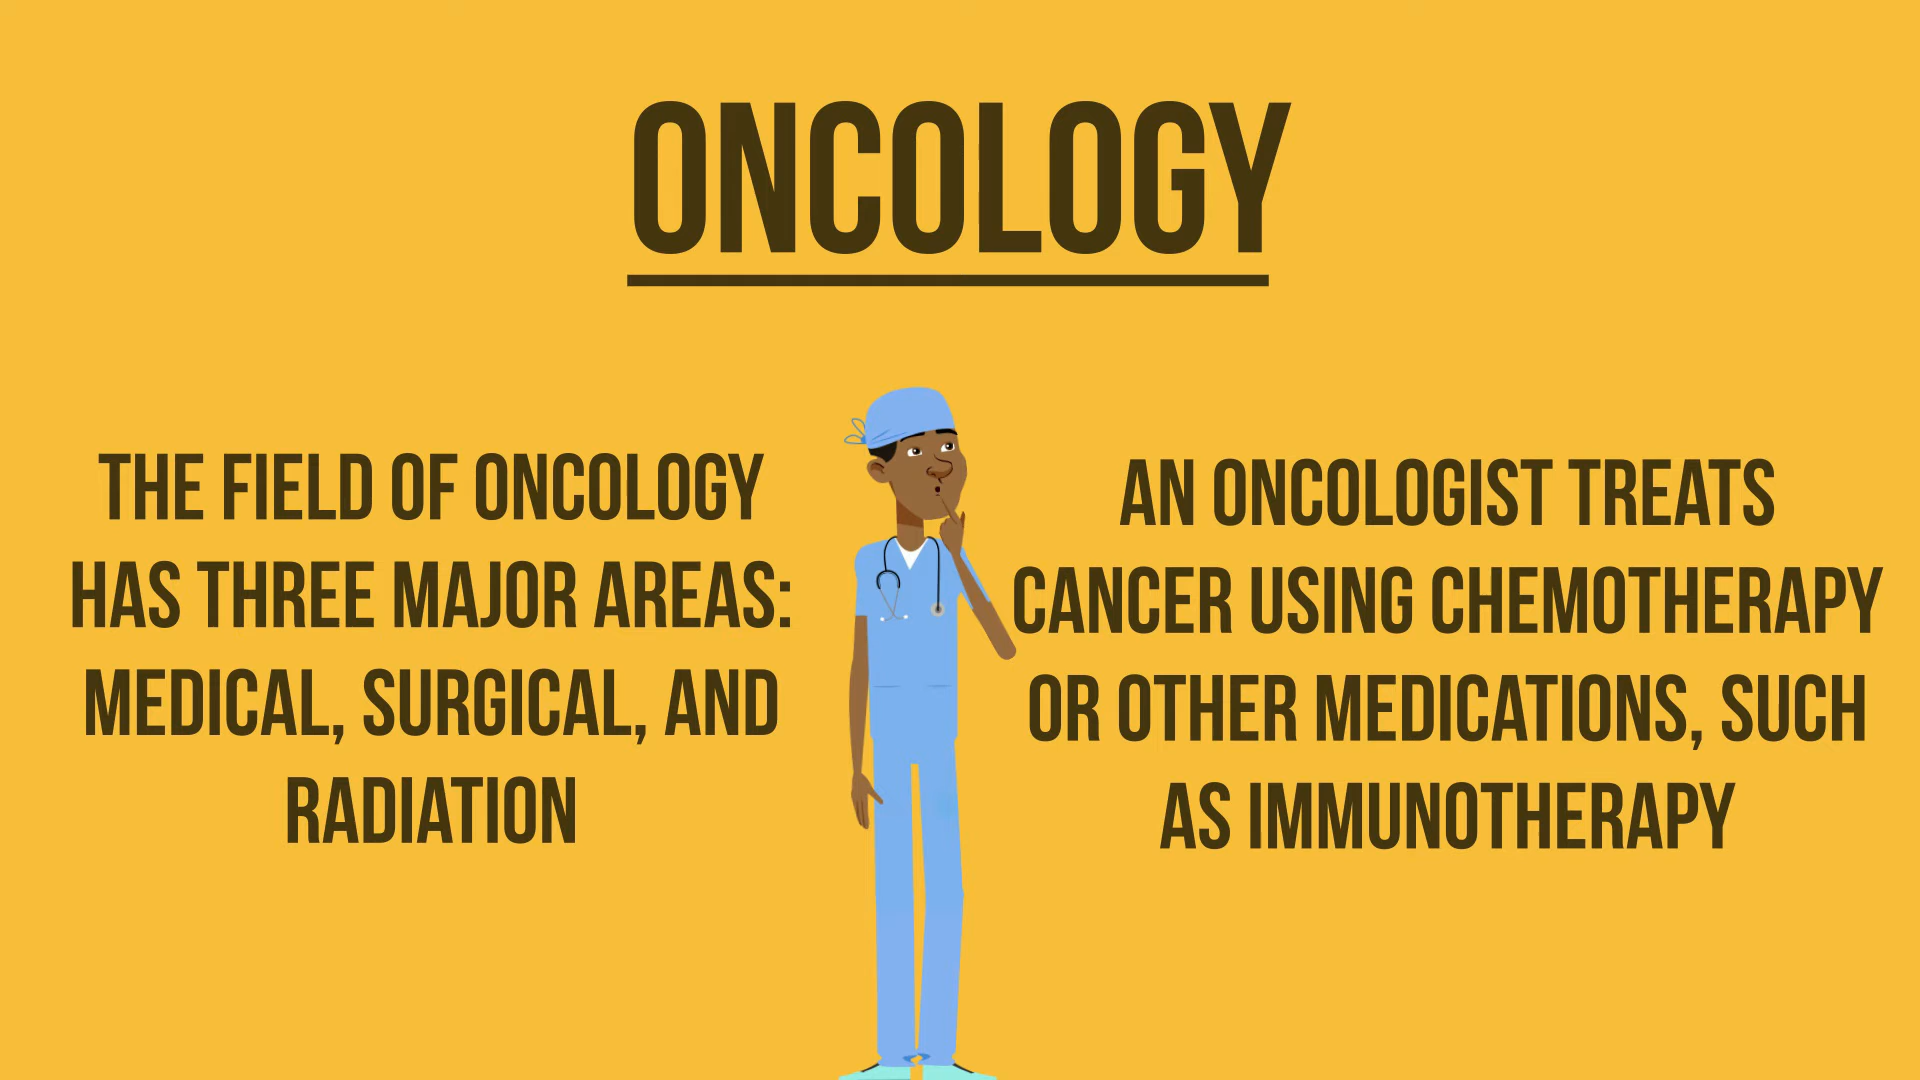 ONCOLOGY
THE FIELD OF ONCOLOGY
HAS THREE MAJOR AREAS:
MEDICAL, SURGICAL, AND
RADIATION
AN ONCOLOGIST TREATS
CANCER USING CHEMOTHERAPY
OR OTHER MEDICATIONS, SUCH
AS IMMUNOTHERAPY